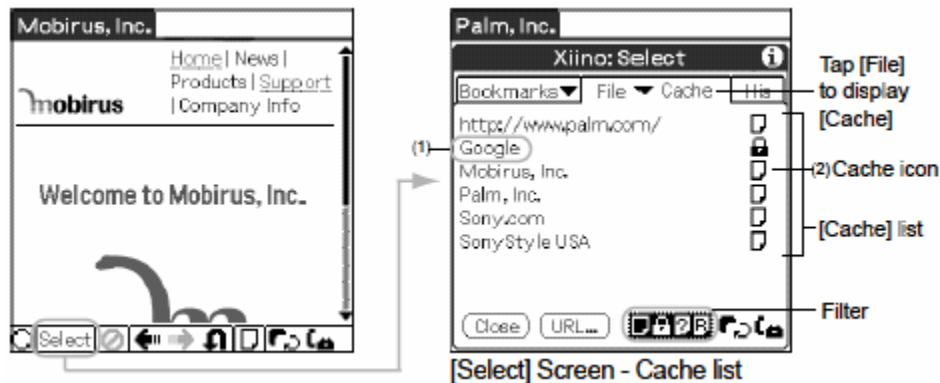 Mobirus, Inc.
Home | News |
Products | Support
| Company Info
mobirus
Welcome to Mobirus, Inc.
Select
Palm, Inc.
Xiino: Select
i
Bookmarks▼ File ▼ Cache His
http://www.palm.com/
Google
Mobirus, Inc.
Palm, Inc.
Sony.com
SonyStyle USA
Close URL... ? R
(1)
Tap [File]
to display
[Cache]
(2) Cache icon
[Cache] list
Filter
[Select] Screen - Cache list